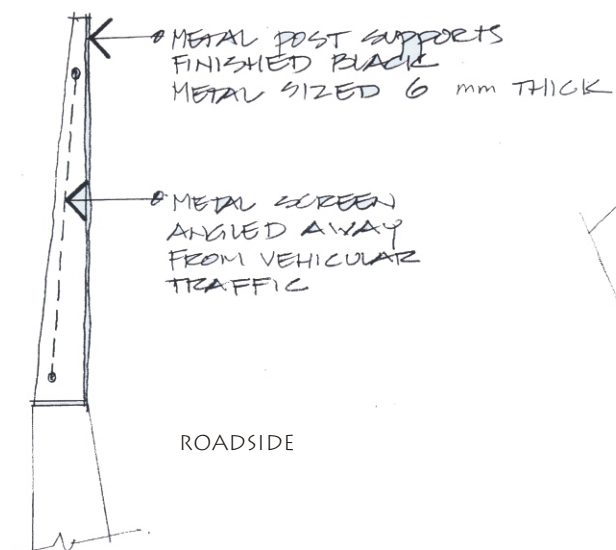 METAL POST SUPPORTS
FINISHED BLACK
METAL SIZED 6 mm THICK
METAL SCREEN
ANGLED AWAY
FROM VEHICULAR
TRAFFIC
ROADSIDE